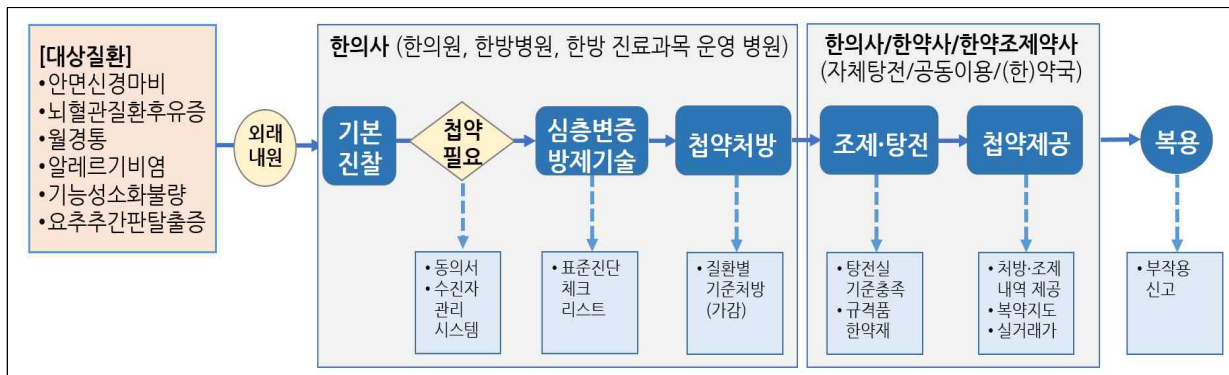 [대상질환]
•안면신경마비
•뇌혈관질환후유증
•월경통
•알레르기비염
•기능성소화불량
•요추추간판탈출증
외래
내원
한의사 (한의원, 한방병원, 한방 진료과목 운영 병원)
기본
진찰
첩약
필요
심층변증
방제기술
첩약처방
• 동의서
• 수진자
관리
시스템
• 표준진단
체크
리스트
• 질환별
기준처방
(가감)
한의사/한약사/한약조제약사
(자체탕전/공동이용/(한)약국)
조제·탕전
첩약제공
• 탕전실
기준충족
• 규격품
한약재
• 처방·조제
내역 제공
• 복약지도
• 실거래가
복용
• 부작용
신고